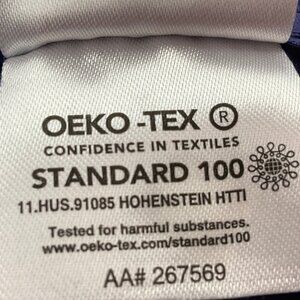 OEKO -TEX ®
CONFIDENCE IN TEXTILES
STANDARD 100
11.HUS.91085 HOHENSTEIN HTTI
Tested for harmful substances.
www.oeko-tex.com/standard100
AA# 267569